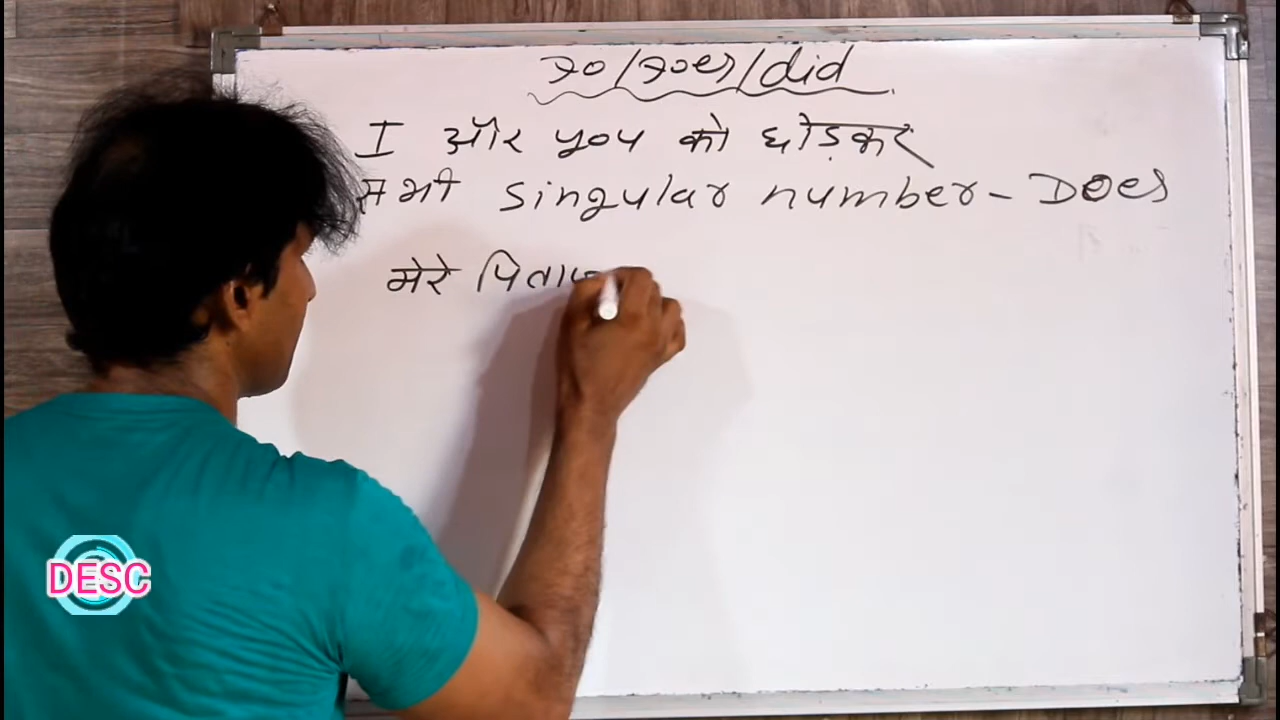 Do/Does/did
I और you को छोड़कर
सभी singular number - Does
मेरे पिता
DESC